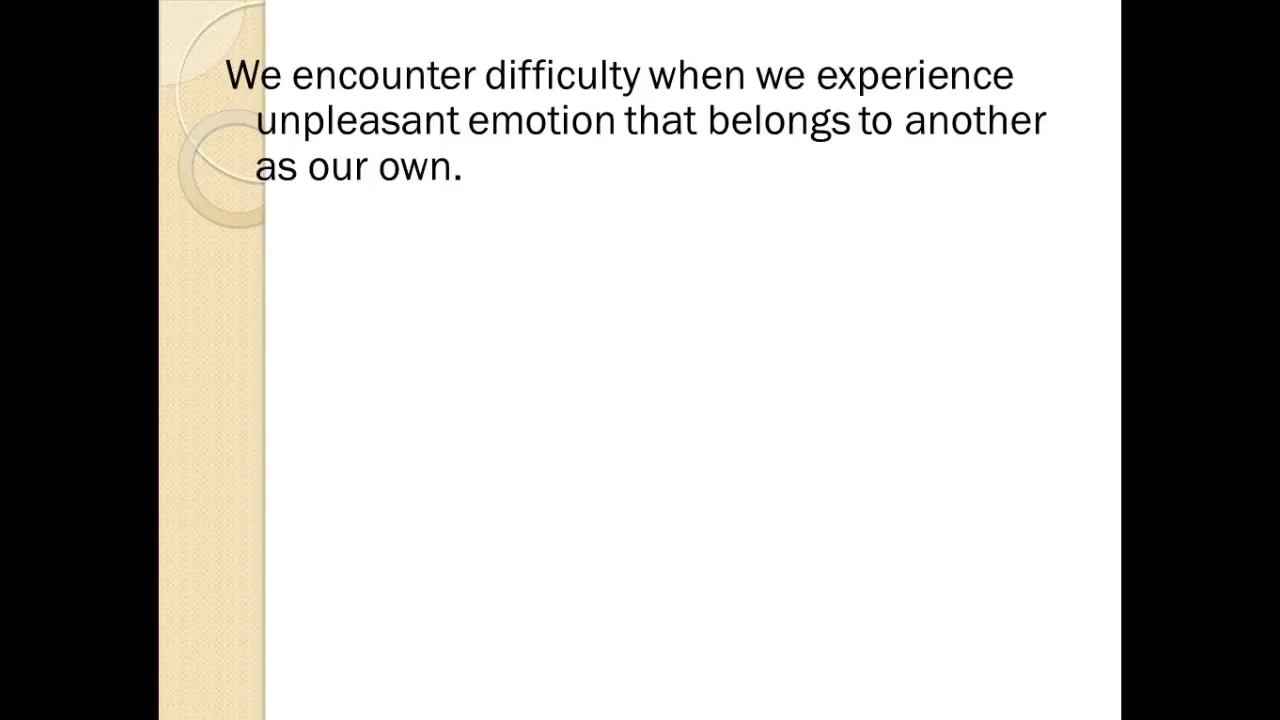 We encounter difficulty when we experience
unpleasant emotion that belongs to another
as our own.